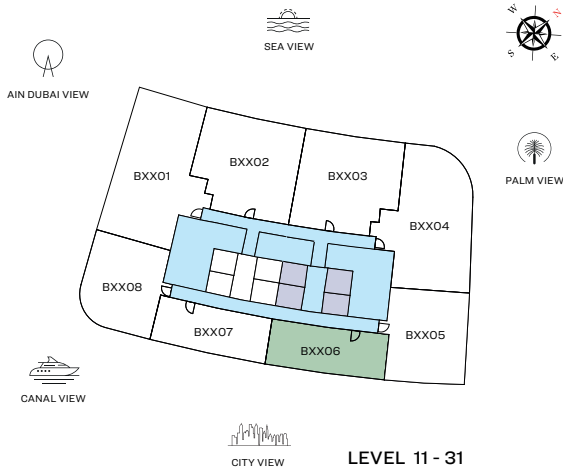 SEA VIEW
W
N
S
E
AIN DUBAI VIEW
PALM VIEW
BXX01
BXX02
BXX03
BXX04
BXX08
BXX07
BXX06
BXX05
CANAL VIEW
CITY VIEW
LEVEL 11 - 31